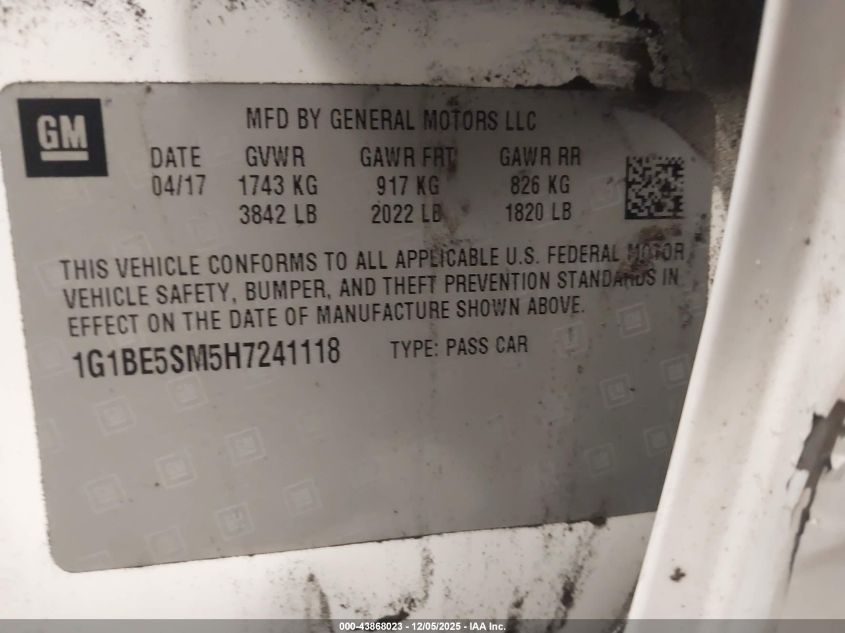 GM
MFD BY GENERAL MOTORS LLC
DATE GVWR GAWR FRT GAWR RR
04/17 1743 KG 917 KG 826 KG
3842 LB 2022 LB 1820 LB
THIS VEHICLE CONFORMS TO ALL APPLICABLE U.S. FEDERAL MOTOR
VEHICLE SAFETY, BUMPER, AND THEFT PREVENTION STANDARDS IN
EFFECT ON THE DATE OF MANUFACTURE SHOWN ABOVE.
1G1BE5SM5H7241118 TYPE: PASS CAR
000-43868023 - 12/05/2025 - IAA Inc.